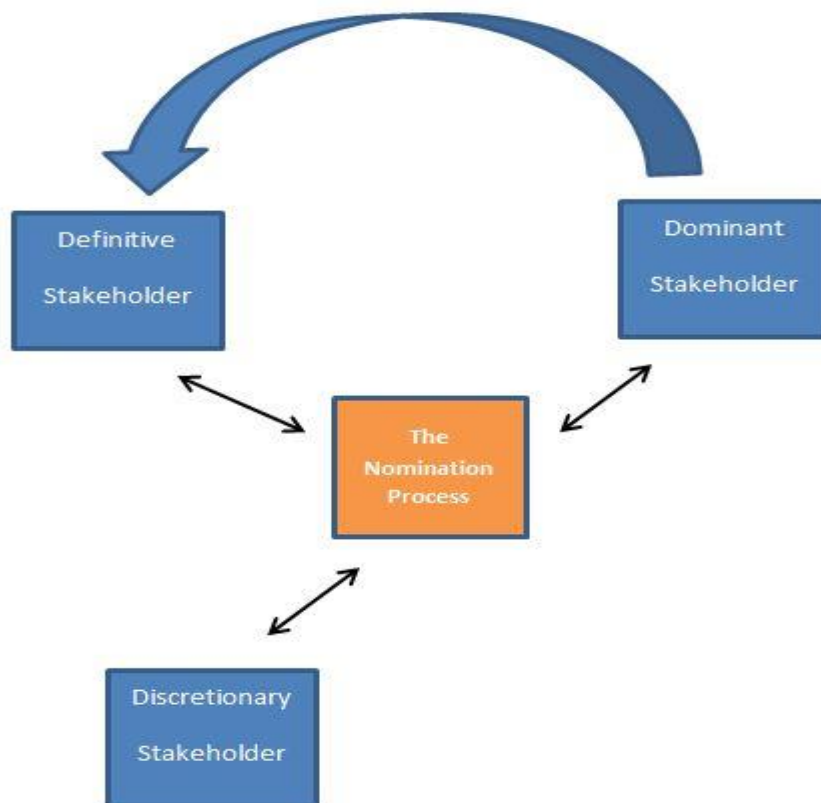 Definitive
Stakeholder
Dominant
Stakeholder
The
Nomination
Process
Discretionary
Stakeholder